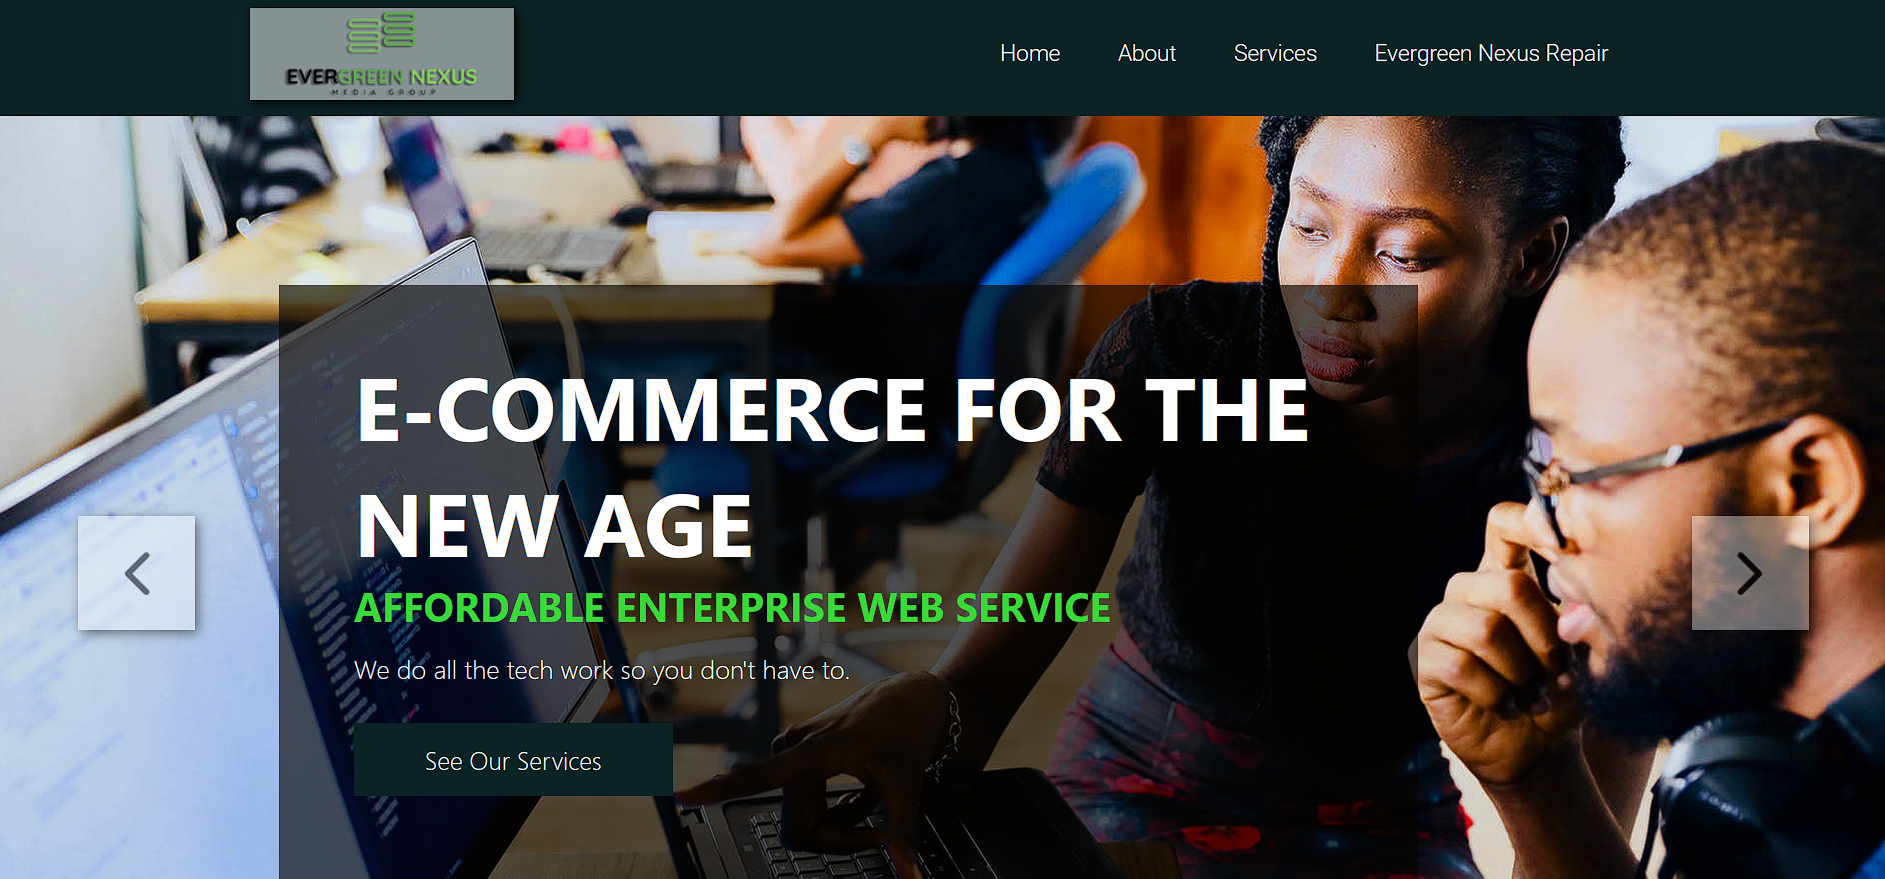 EVERGREEN NEXUS
MEDIA GROUP
Home About Services Evergreen Nexus Repair
E-COMMERCE FOR THE
NEW AGE
AFFORDABLE ENTERPRISE WEB SERVICE
We do all the tech work so you don't have to.
See Our Services